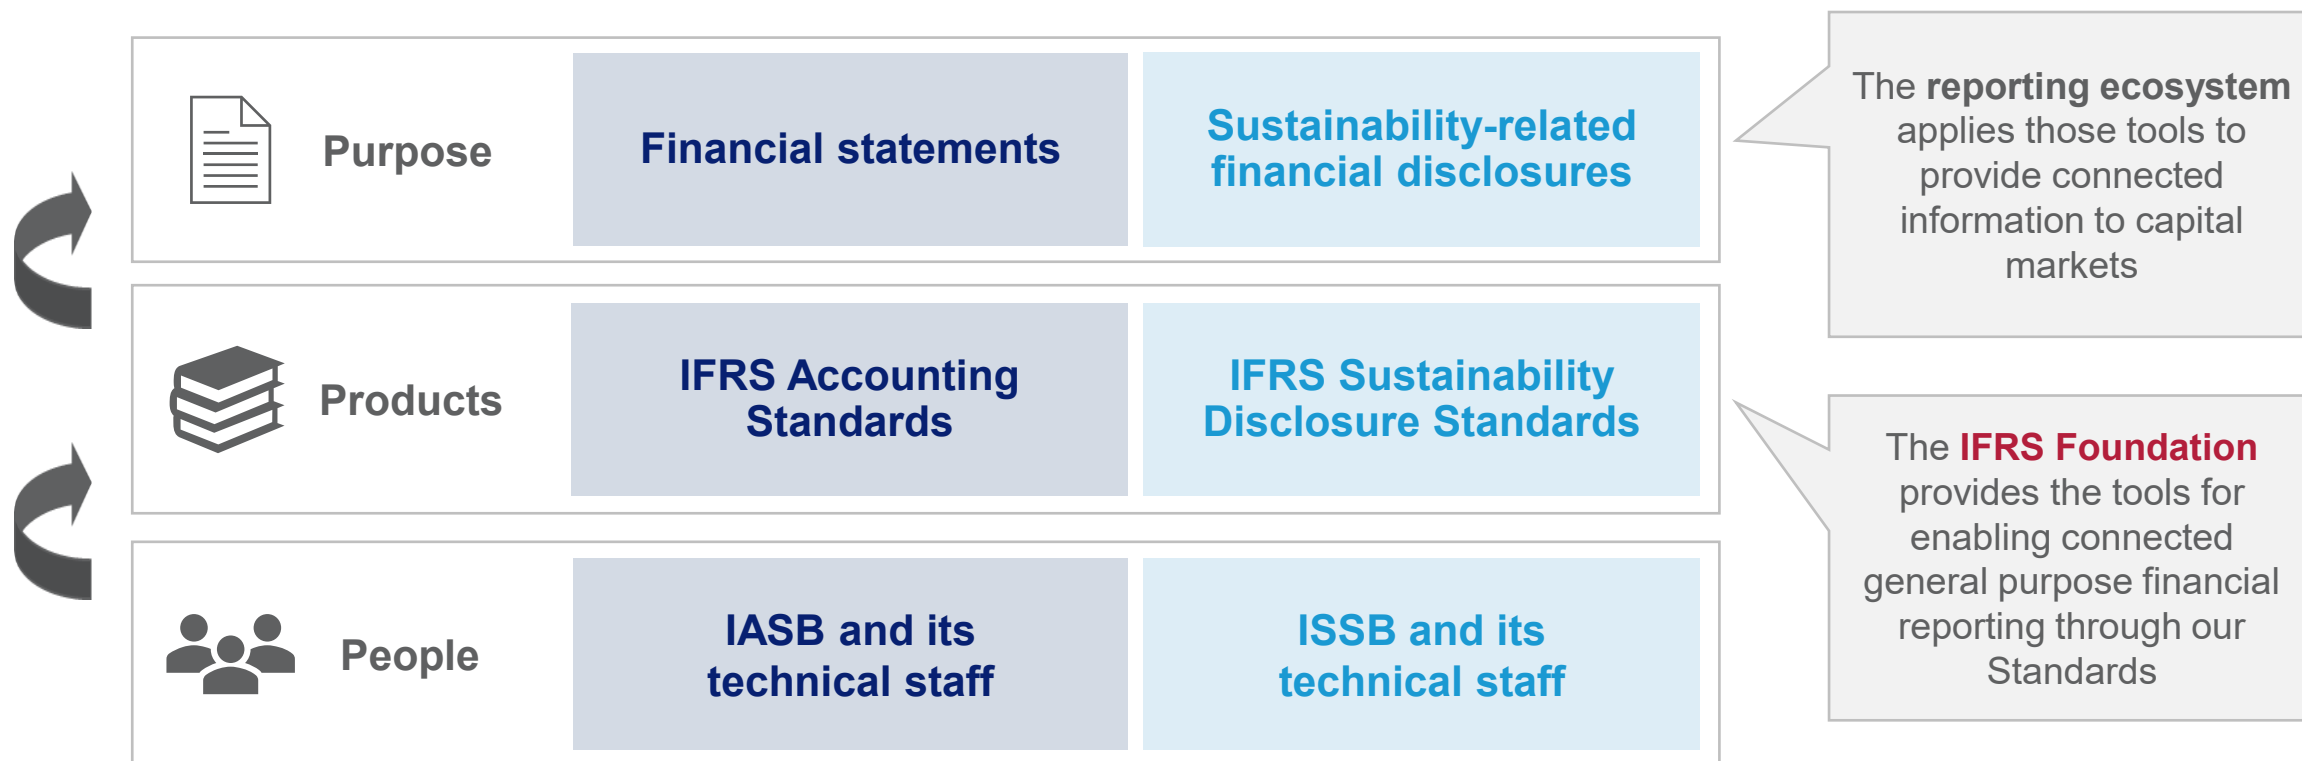 Purpose
Financial statements
Sustainability-related
financial disclosures
The reporting ecosystem
applies those tools to
provide connected
information to capital
markets
Products
IFRS Accounting
Standards
IFRS Sustainability
Disclosure Standards
The IFRS Foundation
provides the tools for
enabling connected
general purpose financial
reporting through our
Standards
People
IASB and its
technical staff
ISSB and its
technical staff